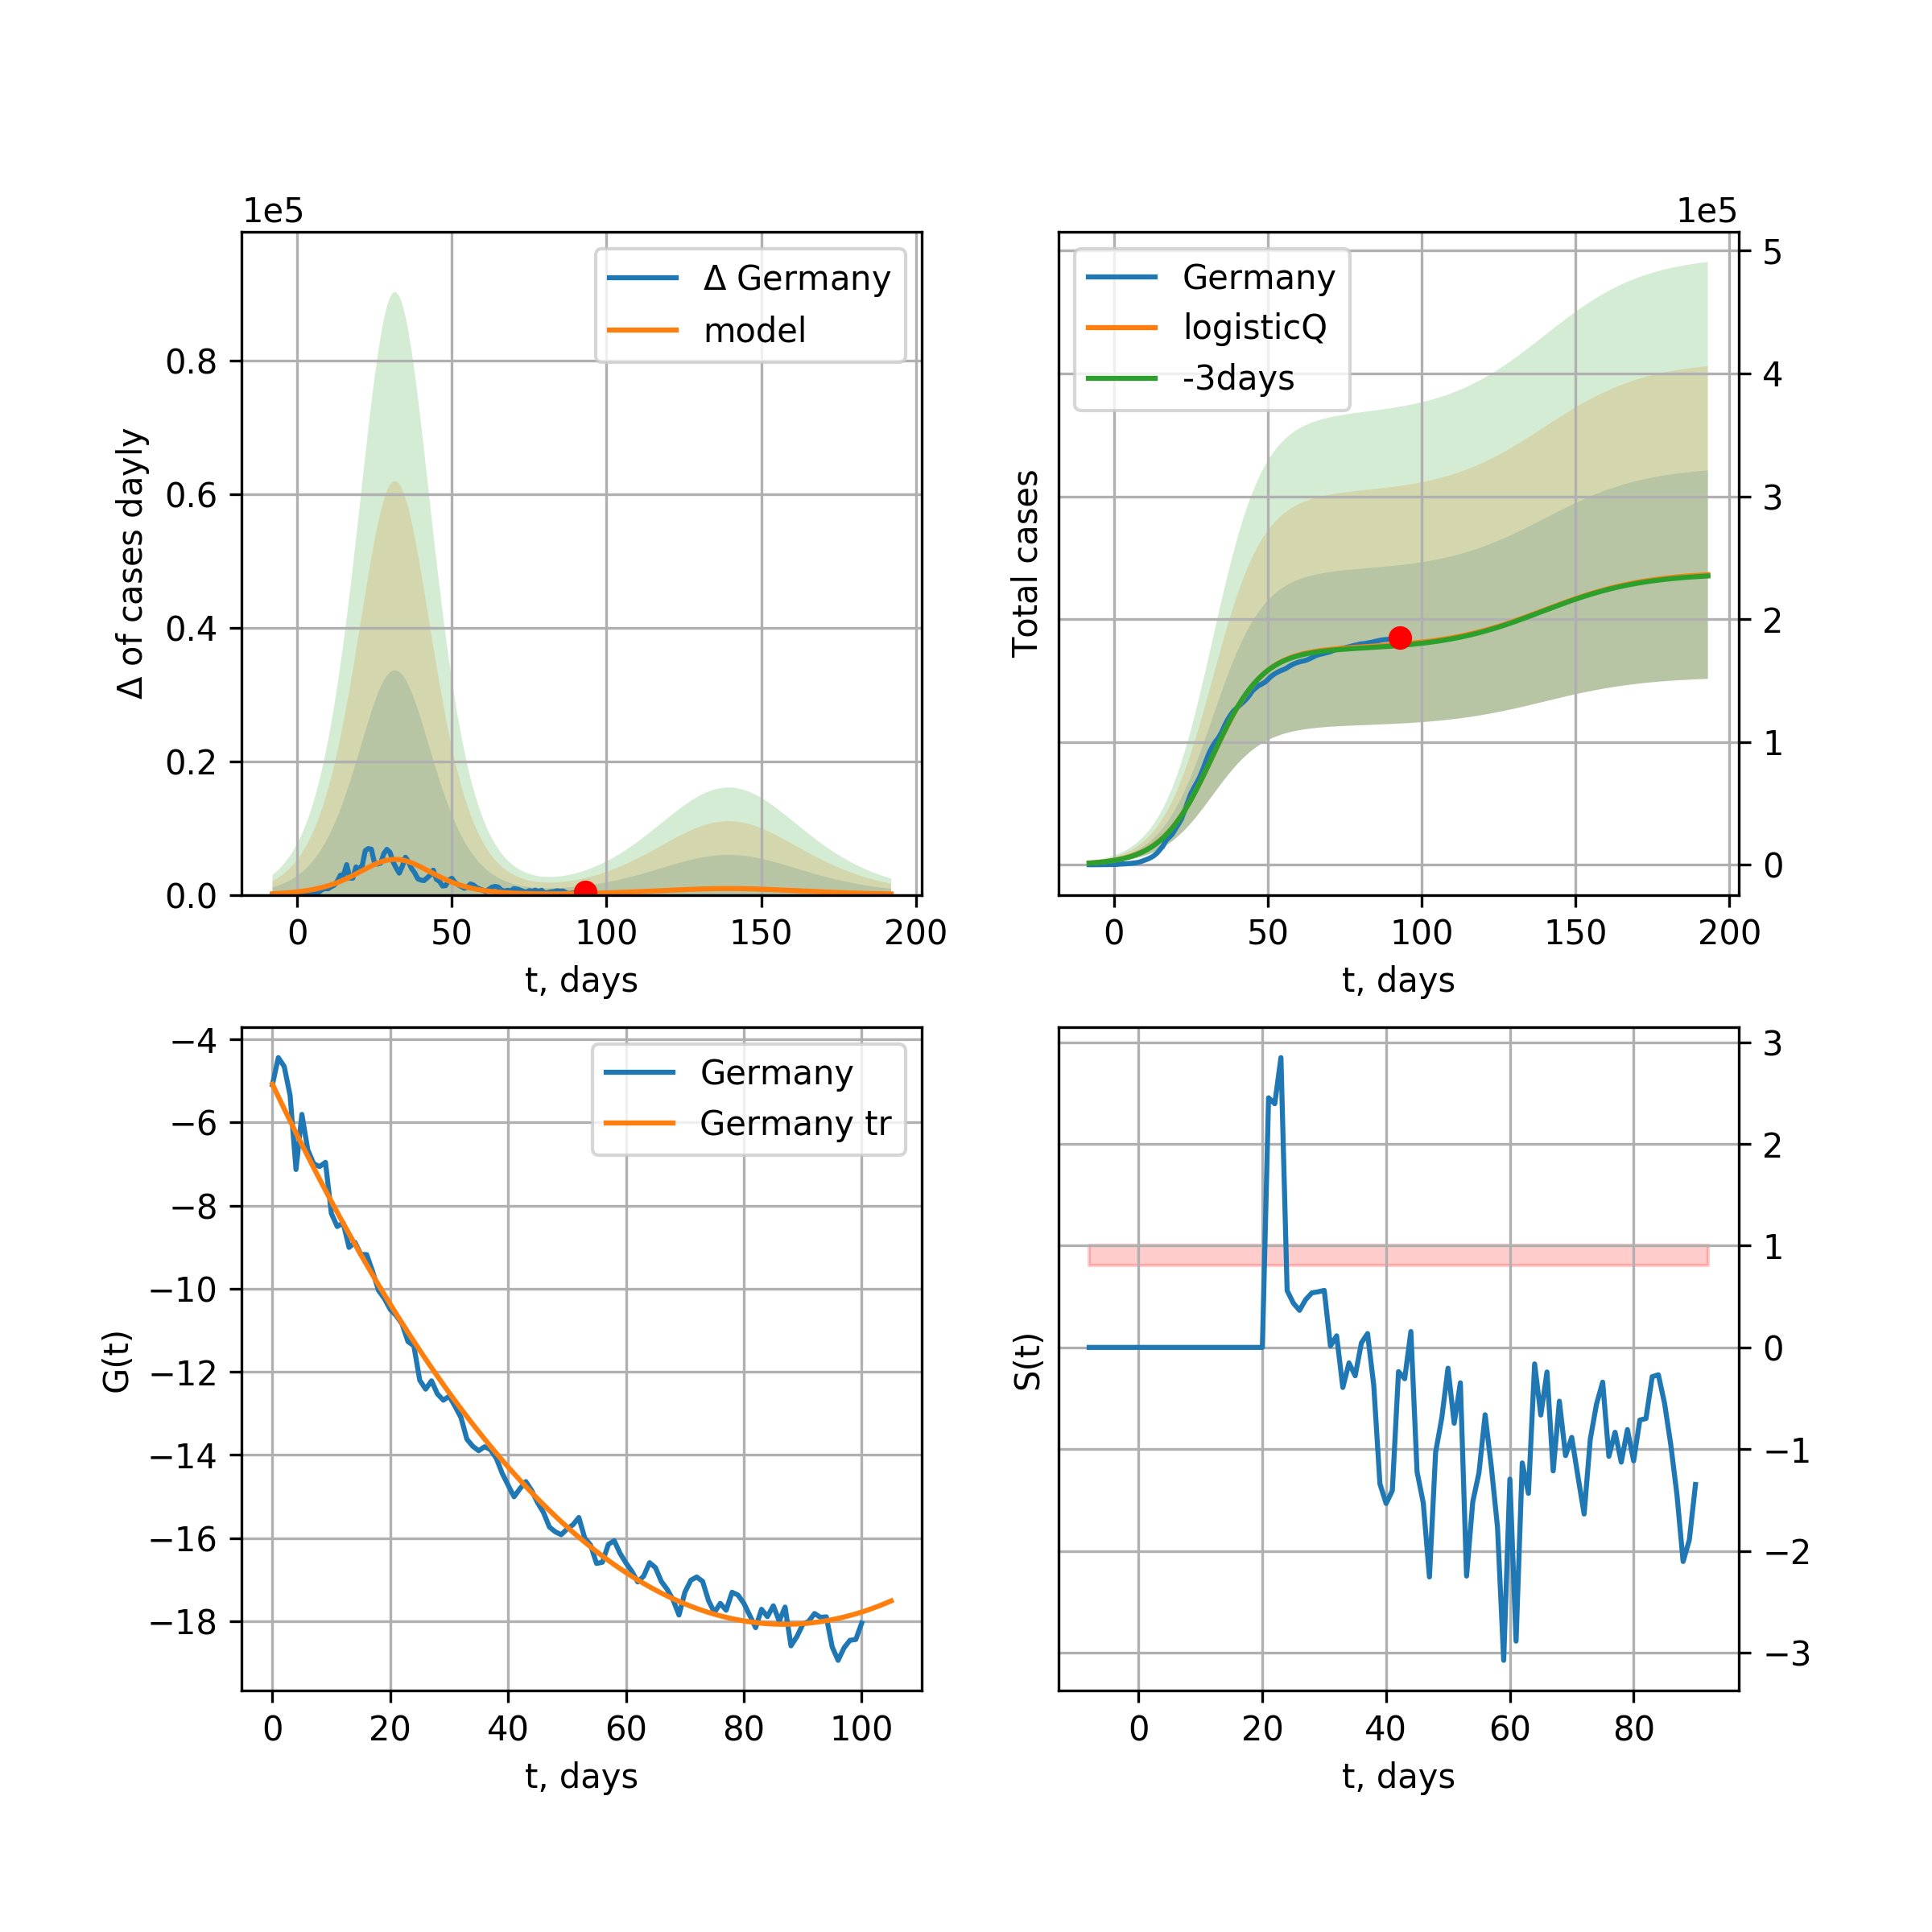 1e5
Δ of cases dayly
0.8
0.6
0.4
0.2
0.0
Δ Germany
model
0 50 100 150 200
t, days
1e5
Total cases
Germany
logisticQ
-3days
5
4
3
2
1
0
0 50 100 150 200
t, days
G(t)
−4
−6
−8
−10
−12
−14
−16
−18
Germany
Germany tr
0 20 40 60 80 100
t, days
S(t)
3
2
1
0
−1
−2
−3
0 20 40 60 80
t, days